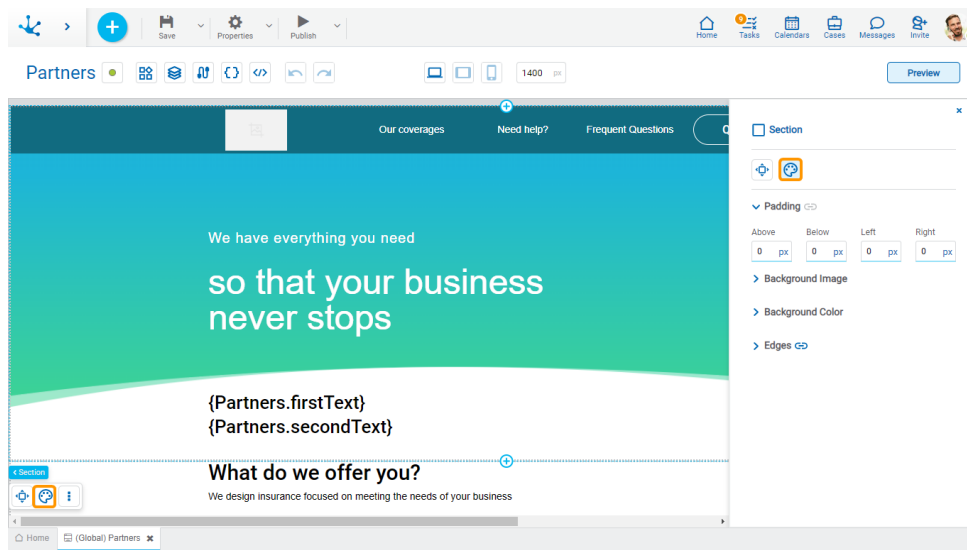 Save
Properties
Publish
Home
9
Tasks
Calendars
Cases
Messages
Invite
Partners
1400 px
Preview
Our coverages
Need help?
Frequent Questions
Q
Section
Padding
Above
Below
Left
Right
0 px
0 px
0 px
0 px
Background Image
Background Color
Edges
We have everything you need
so that your business
never stops
{Partners.firstText}
{Partners.secondText}
< Section
What do we offer you?
We design insurance focused on meeting the needs of your business
Home
(Global) Partners